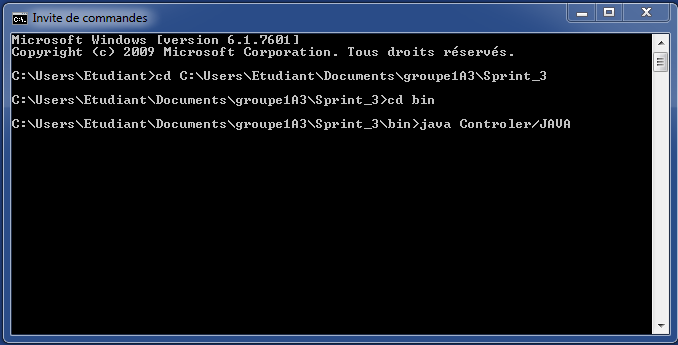 Invite de commandes
Microsoft Windows [version 6.1.7601]
Copyright (c) 2009 Microsoft Corporation. Tous droits réservés.
C:\Users\Etudiant>cd C:\Users\Etudiant\Documents\groupe1A3\Sprint_3
C:\Users\Etudiant\Documents\groupe1A3\Sprint_3>cd bin
C:\Users\Etudiant\Documents\groupe1A3\Sprint_3\bin>java Controler/JAVA